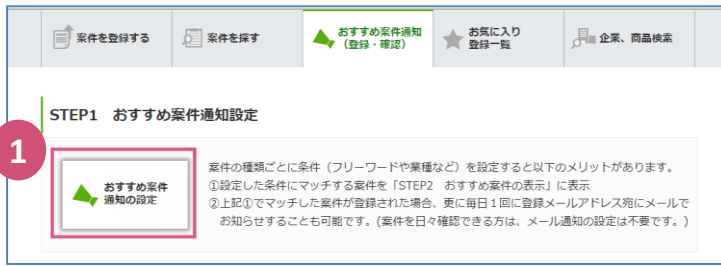 案件を登録する
案件を探す
おすすめ案件通知
（登録・確認）
お気に入り
登録一覧
企業、商品検索
STEP1　おすすめ案件通知設定
1
おすすめ案件
通知の設定
案件の種類ごとに条件（フリーワードや業種など）を設定すると以下のメリットがあります。
①設定した条件にマッチする案件を「STEP2　おすすめ案件の表示」に表示
②上記①でマッチした案件が登録された場合、更に毎日１回に登録メールアドレス宛にメールで
お知らせすることも可能です。(案件を日々確認できる方は、メール通知の設定は不要です。)